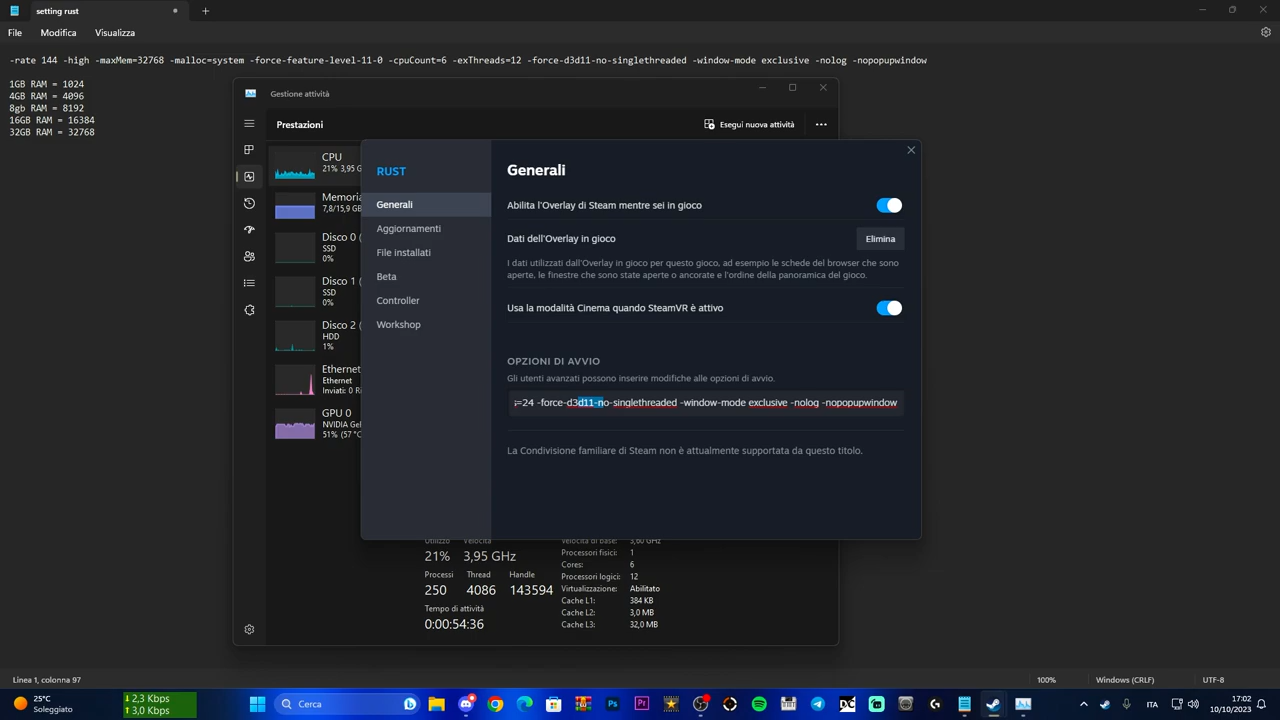 setting rust
File Modifica Visualizza
-rate 144 -high -maxMem=32768 -malloc=system -force-feature-level-11-0 -cpuCount=6 -exThreads=12 -force-d3d11-no-singlethreaded -window-mode exclusive -nolog -nopopupwindow
1GB RAM = 1024
4GB RAM = 4096
8gb RAM = 8192
16GB RAM = 16384
32GB RAM = 32768
Gestione attività
Prestazioni
Esegui nuova attività
CPU
21% 3,95 G
Memoria
7,8/15,9 GB
Disco 0 (
SSD
0%
Disco 1 (
SSD
0%
Disco 2 (
HDD
1%
Ethernet
Ethernet
Inviati: 0 Ri
GPU 0
NVIDIA GeF
51% (57 °C
RUST
Generali
Aggiornamenti
File installati
Beta
Controller
Workshop
Generali
Abilita l'Overlay di Steam mentre sei in gioco
Dati dell'Overlay in gioco
Elimina
I dati utilizzati dall'Overlay in gioco per questo gioco, ad esempio le schede del browser che sono
aperte, le finestre che sono state aperte o ancorate e l'ordine della panoramica del gioco.
Usa la modalità Cinema quando SteamVR è attivo
OPZIONI DI AVVIO
Gli utenti avanzati possono inserire modifiche alle opzioni di avvio.
=24 -force-d3d11-no-singlethreaded -window-mode exclusive -nolog -nopopupwindow
La Condivisione familiare di Steam non è attualmente supportata da questo titolo.
Utilizzo Velocità
21% 3,95 GHz
Processi Thread Handle
250 4086 143594
Tempo di attività
0:00:54:36
Velocità di base: 3,60 GHz
Processori fisici: 1
Cores: 6
Processori logici: 12
Virtualizzazione: Abilitato
Cache L1: 384 KB
Cache L2: 3,0 MB
Cache L3: 32,0 MB
Linea 1, colonna 97
100%
Windows (CRLF)
UTF-8
25°C
Soleggiato
2,3 Kbps
3,0 Kbps
Cerca
Ps
Pr
DC
ITA
17:02
10/10/2023